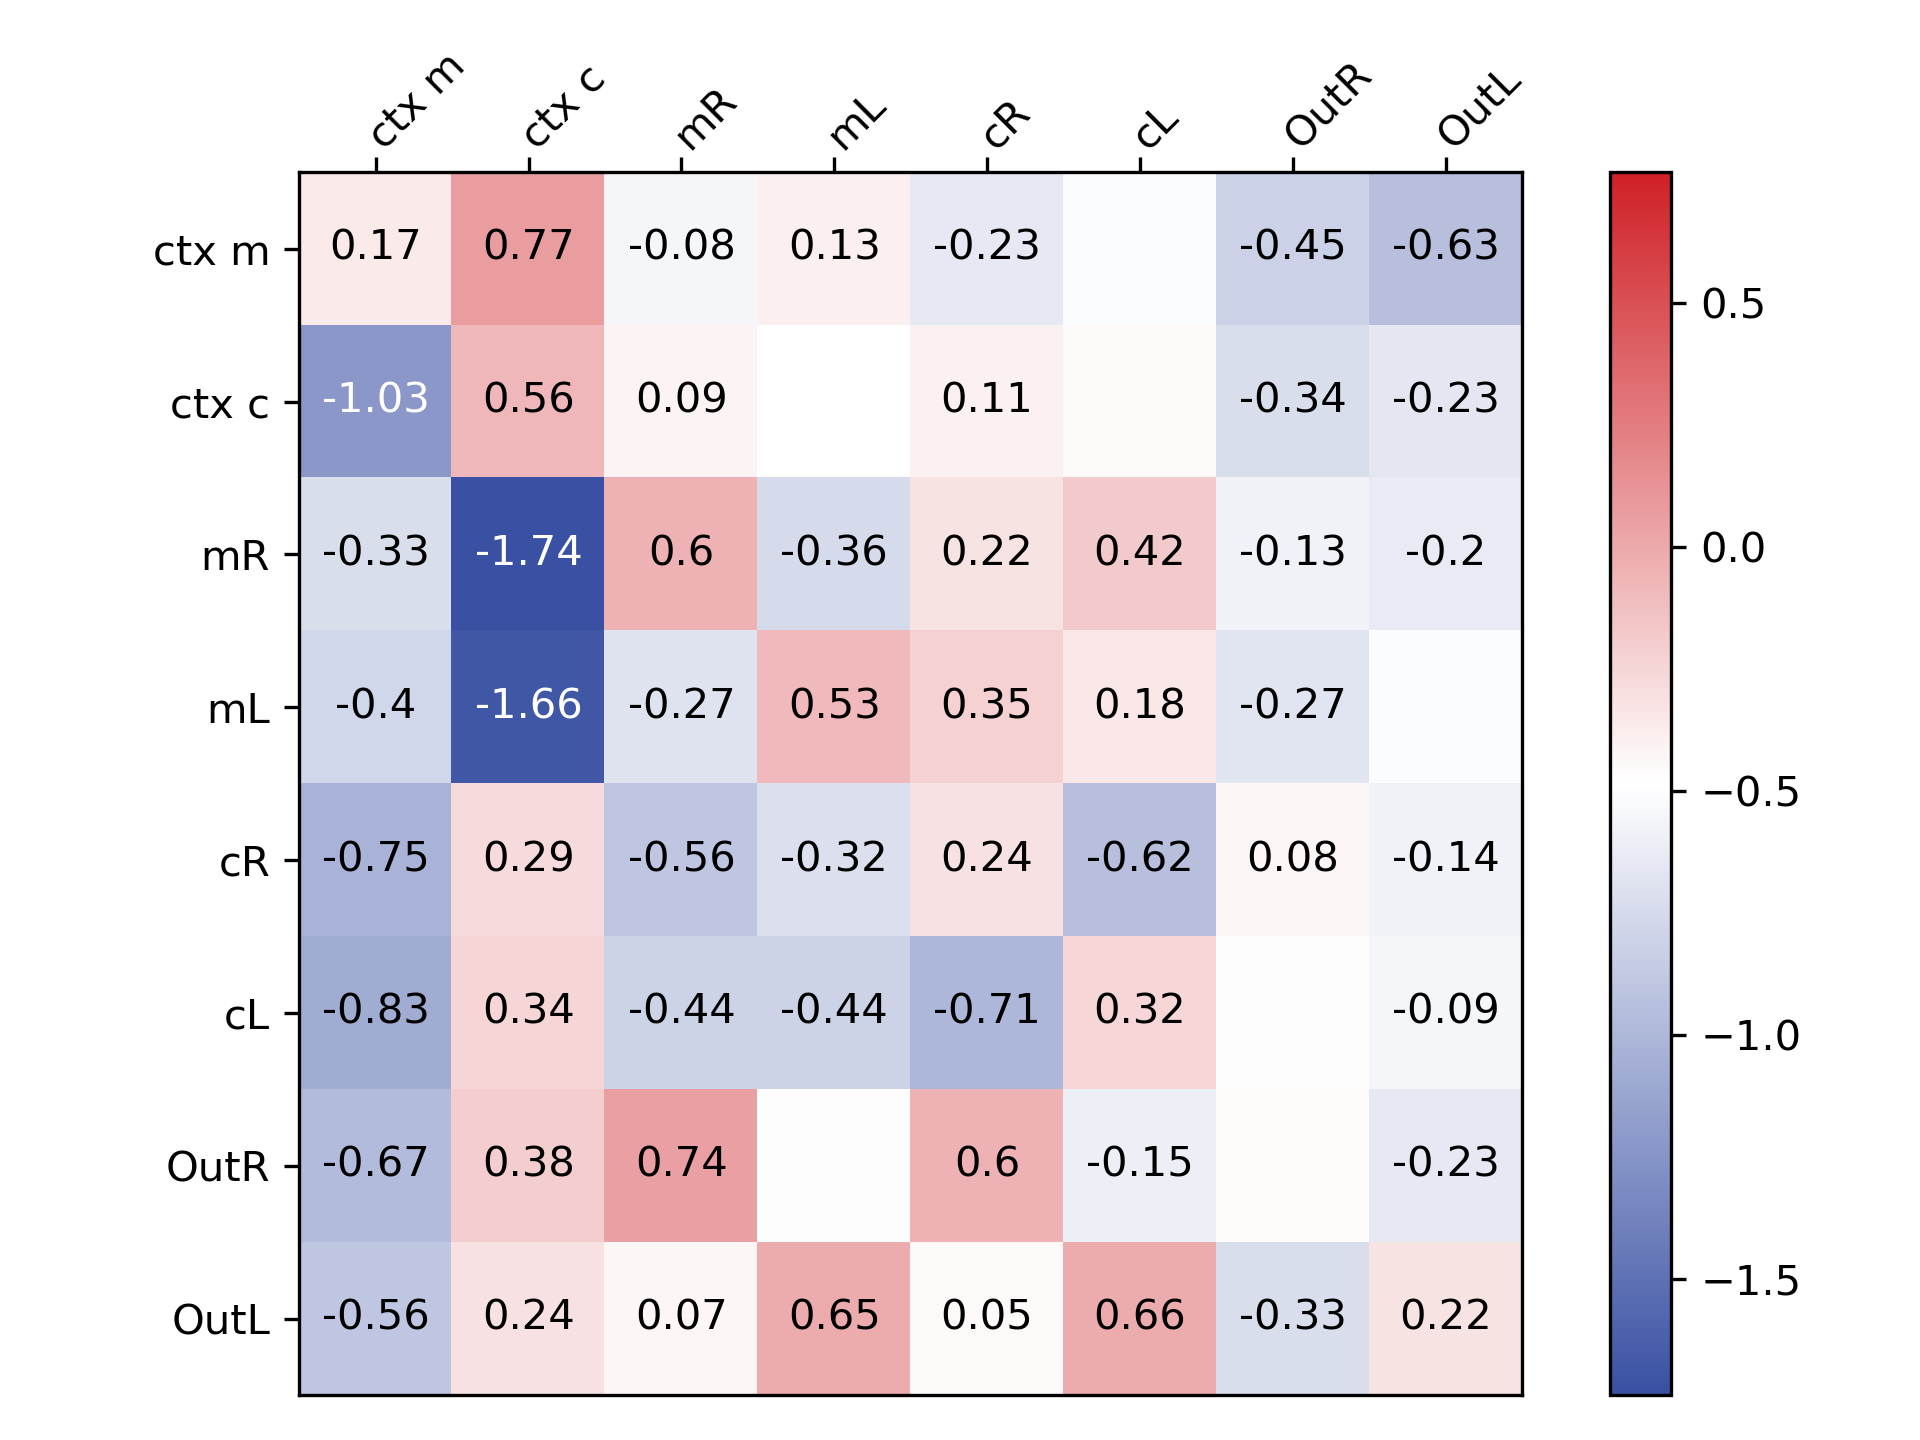 ctx m ctx c mR mL cR cL OutR OutL
ctx m 0.17 0.77 -0.08 0.13 -0.23 -0.45 -0.63
ctx c -1.03 0.56 0.09 0.11 -0.34 -0.23
mR -0.33 -1.74 0.6 -0.36 0.22 0.42 -0.13 -0.2
mL -0.4 -1.66 -0.27 0.53 0.35 0.18 -0.27
cR -0.75 0.29 -0.56 -0.32 0.24 -0.62 0.08 -0.14
cL -0.83 0.34 -0.44 -0.44 -0.71 0.32 -0.09
OutR -0.67 0.38 0.74 0.6 -0.15 -0.23
OutL -0.56 0.24 0.07 0.65 0.05 0.66 -0.33 0.22
0.5
0.0
−0.5
−1.0
−1.5